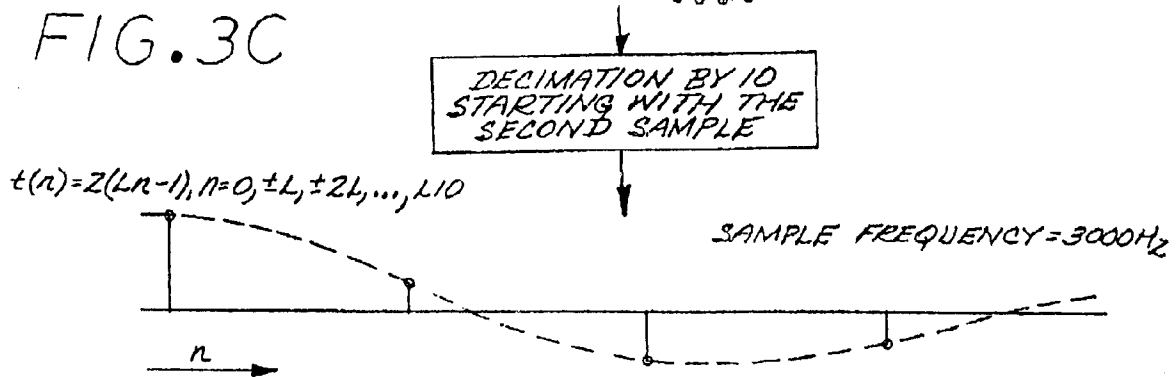 FIG.3C
DECIMATION BY 10
STARTING WITH THE
SECOND SAMPLE
t(n)=Z(Ln-1), n=0, ±L, ±2L, ..., L10
SAMPLE FREQUENCY=3000HZ
n